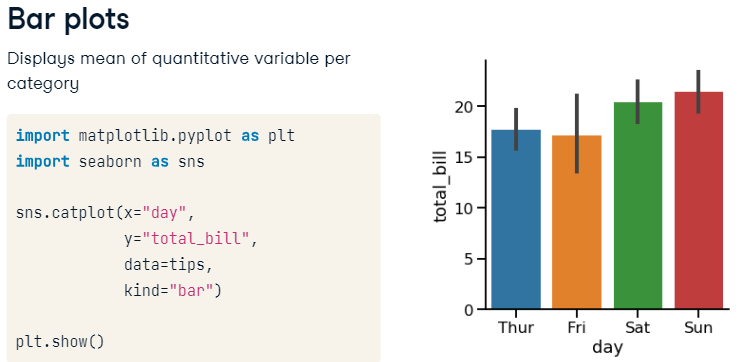 Bar plots
Displays mean of quantitative variable per
category
import matplotlib.pyplot as plt
import seaborn as sns
sns.catplot(x="day",
y="total_bill",
data=tips,
kind="bar")
plt.show()
total_bill
20
15
10
5
0
Thur Fri Sat Sun
day